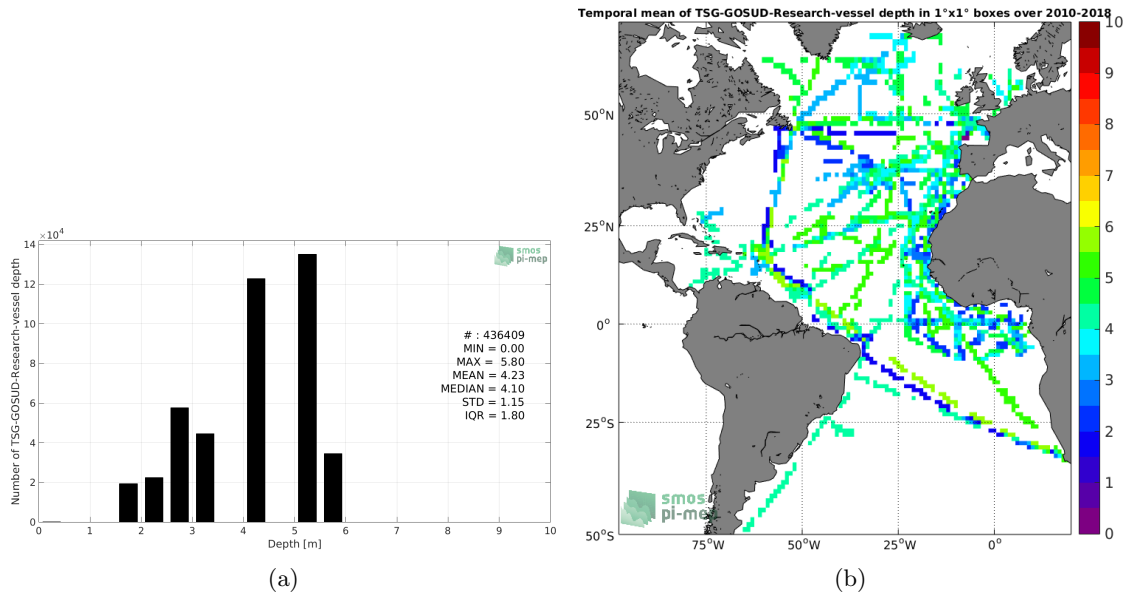 ×10⁴
14
12
10
8
6
4
2
0
Number of TSG-GOSUD-Research-vessel depth
smos
pi-mep
# : 436409
MIN = 0.00
MAX = 5.80
MEAN = 4.23
MEDIAN = 4.10
STD = 1.15
IQR = 1.80
0 1 2 3 4 5 6 7 8 9 10
Depth [m]
(a)
Temporal mean of TSG-GOSUD-Research-vessel depth in 1°x1° boxes over 2010-2018
50°N
25°N
0°
25°S
50°S
75°W 50°W 25°W 0°
smos
pi-mep
10
9
8
7
6
5
4
3
2
1
0
(b)